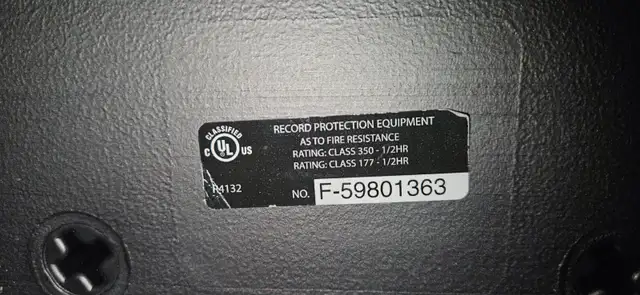 CLASSIFIED
C UL US
RECORD PROTECTION EQUIPMENT
AS TO FIRE RESISTANCE
RATING: CLASS 350 - 1/2HR
RATING: CLASS 177 - 1/2HR
R4132
NO. F-59801363